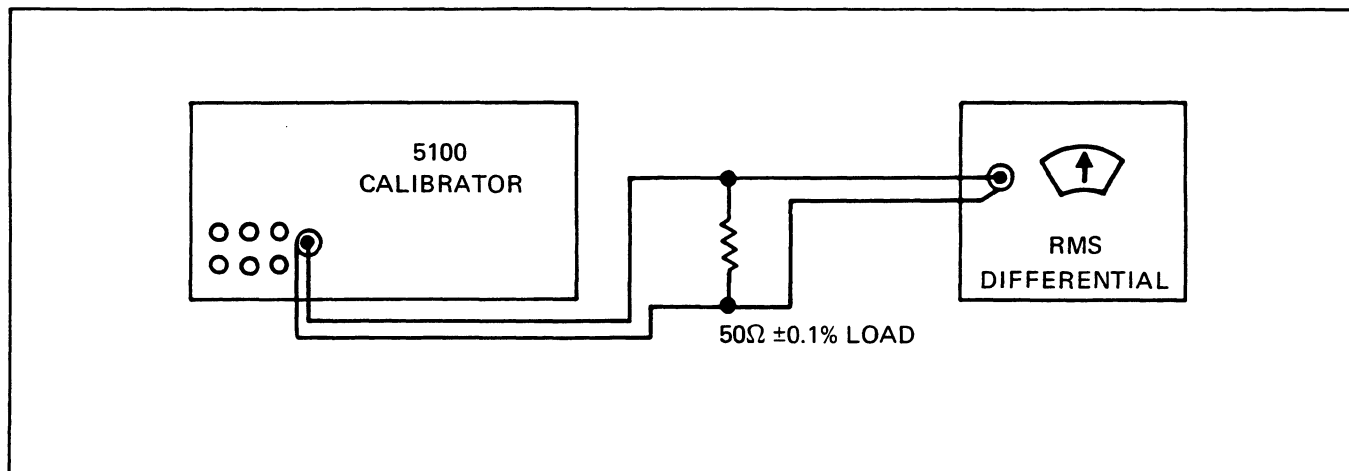 5100
CALIBRATOR
RMS
DIFFERENTIAL
50Ω ±0.1% LOAD